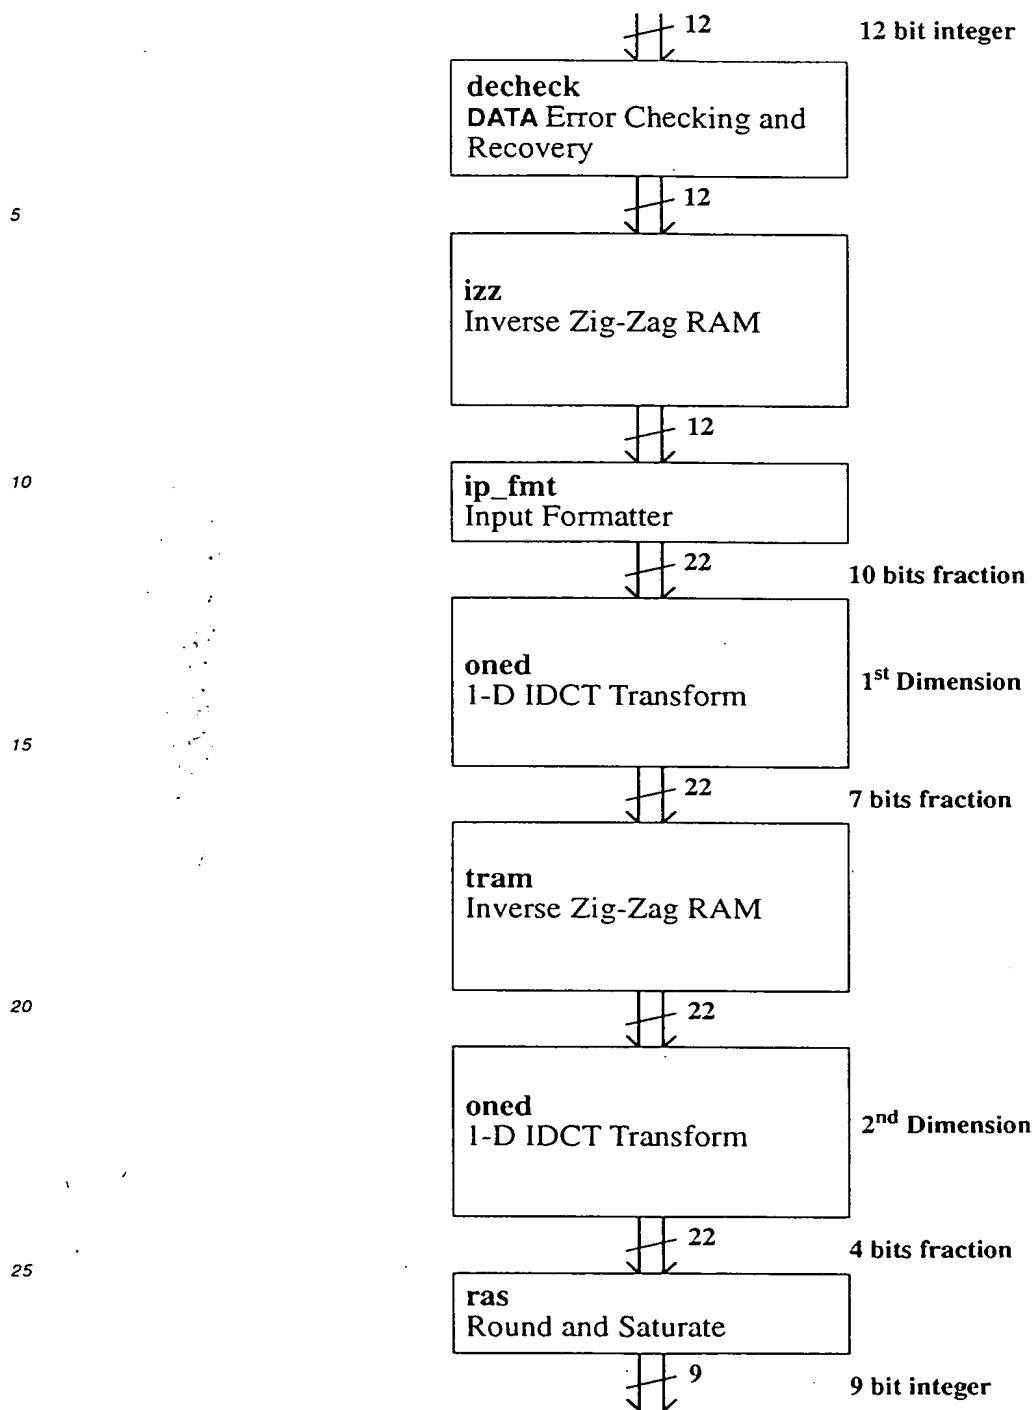 12 12 bit integer
decheck
DATA Error Checking and
Recovery
12
5
izz
Inverse Zig-Zag RAM
12
10
ip_fmt
Input Formatter
22 10 bits fraction
oned
1-D IDCT Transform
1st Dimension
15
22 7 bits fraction
tram
Inverse Zig-Zag RAM
20
22
oned
1-D IDCT Transform
2nd Dimension
22 4 bits fraction
25
ras
Round and Saturate
9 9 bit integer